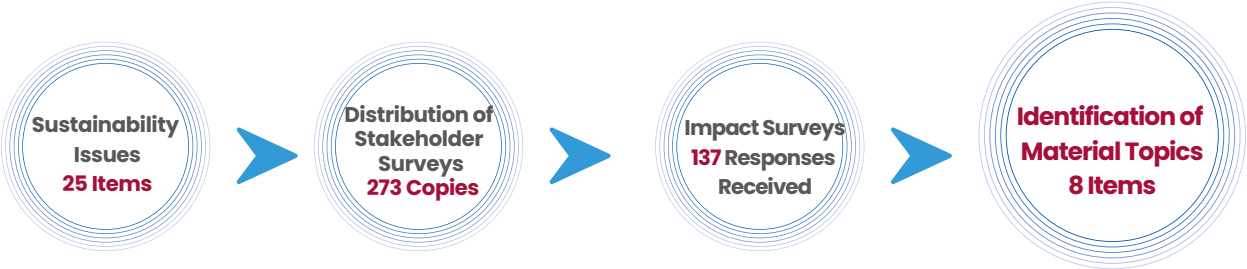 Sustainability
Issues
25 Items
Distribution of
Stakeholder
Surveys
273 Copies
Impact Surveys
137 Responses
Received
Identification of
Material Topics
8 Items